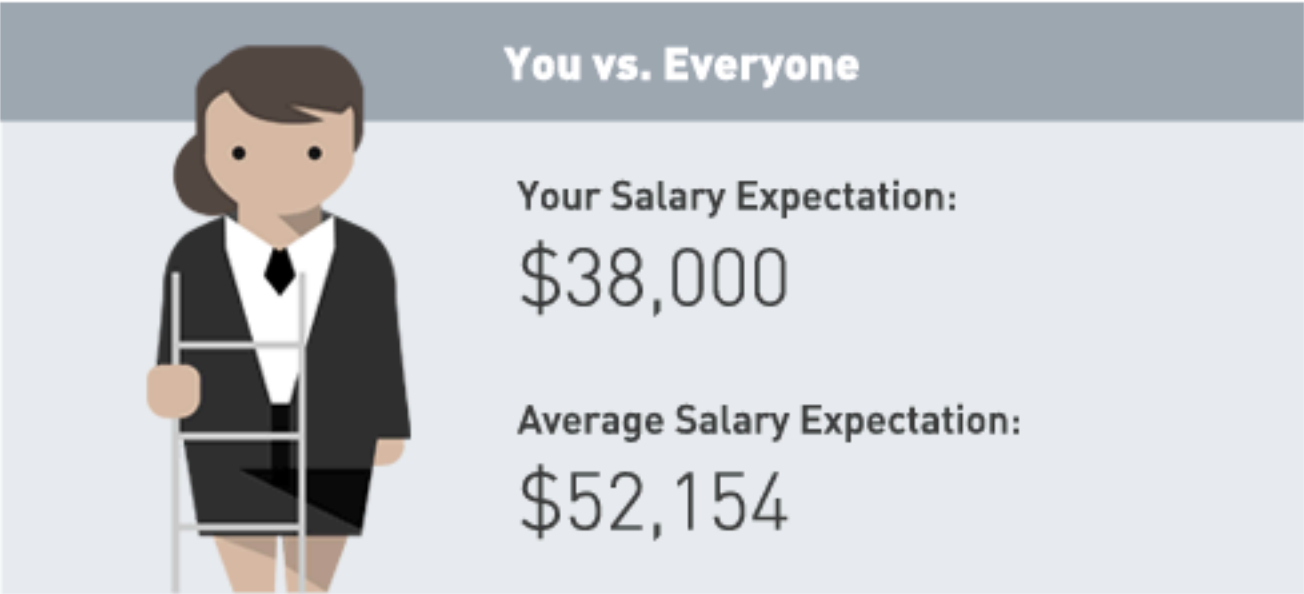 You vs. Everyone
Your Salary Expectation:
$38,000
Average Salary Expectation:
$52,154